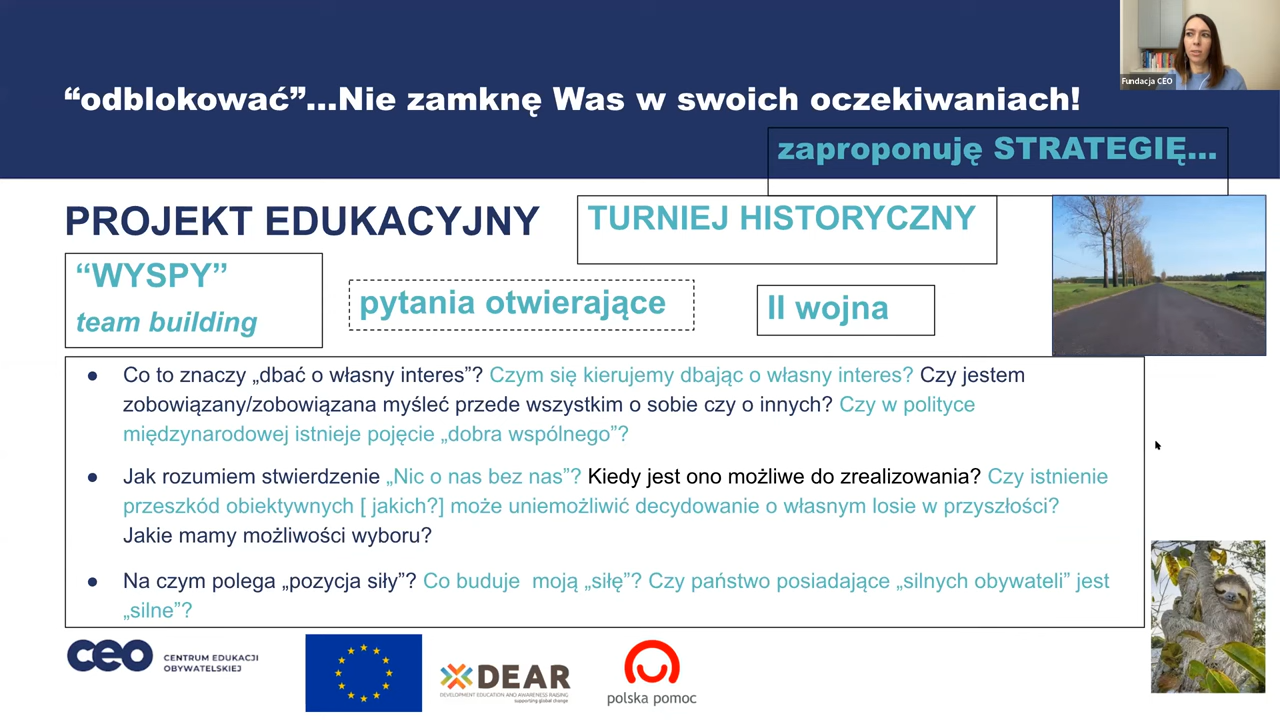 Fundacja CEO
“odblokować”...Nie zamknę Was w swoich oczekiwaniach!
zaproponuję STRATEGIĘ...
PROJEKT EDUKACYJNY
TURNIEJ HISTORYCZNY
“WYSPY”
team building
pytania otwierające
II wojna
● Co to znaczy „dbać o własny interes”? Czym się kierujemy dbając o własny interes? Czy jestem
zobowiązany/zobowiązana myśleć przede wszystkim o sobie czy o innych? Czy w polityce
międzynarodowej istnieje pojęcie „dobra wspólnego”?
● Jak rozumiem stwierdzenie „Nic o nas bez nas”? Kiedy jest ono możliwe do zrealizowania? Czy istnienie
przeszkód obiektywnych [ jakich?] może uniemożliwić decydowanie o własnym losie w przyszłości?
Jakie mamy możliwości wyboru?
● Na czym polega „pozycja siły”? Co buduje moją „siłę”? Czy państwo posiadające „silnych obywateli” jest
„silne”?
CEO CENTRUM EDUKACJI
OBYWATELSKIEJ
DEAR
DEVELOPMENT EDUCATION AND AWARENESS RAISING
supporting global change
polska pomoc